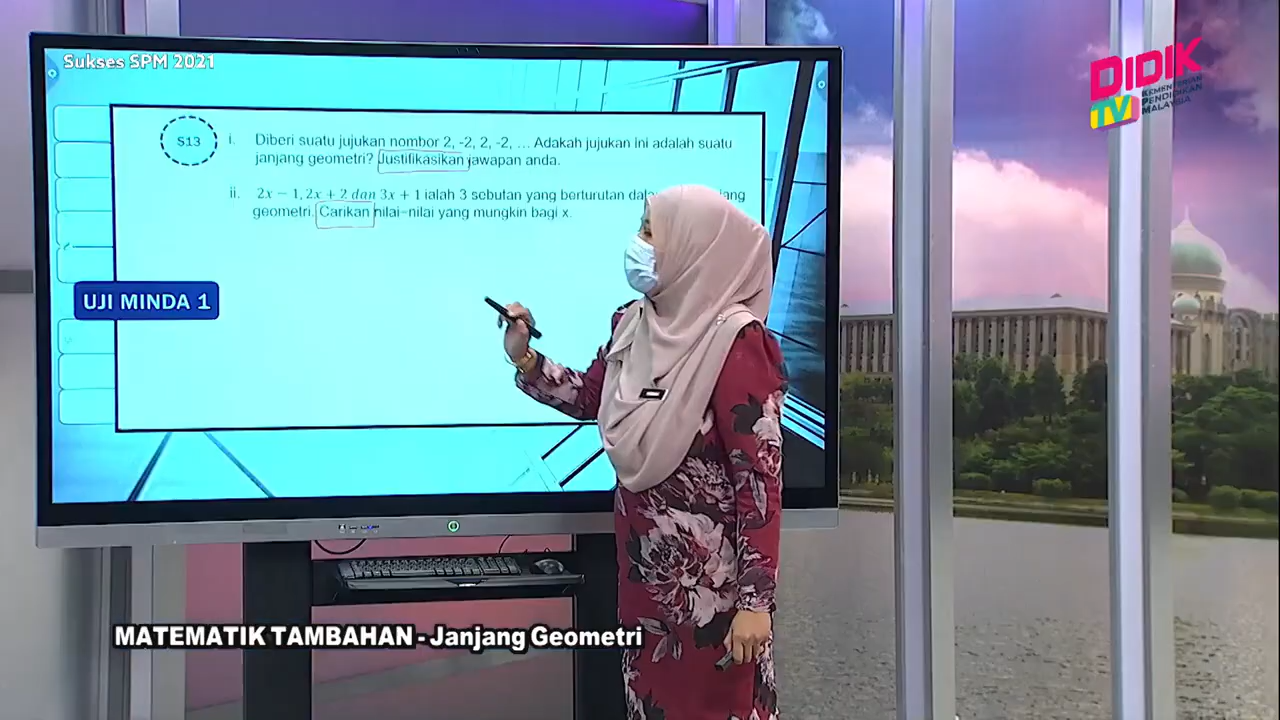 Sukses SPM 2021
DIDIK
TV
KEMENTERIAN
PENDIDIKAN
MALAYSIA
S13
i. Diberi suatu jujukan nombor 2, -2, 2, -2, … Adakah jujukan ini adalah suatu
janjang geometri? Justifikasikan jawapan anda.
ii. 2x − 1, 2x + 2 dan 3x + 1 ialah 3 sebutan yang berturutan
geometri. Carikan nilai-nilai yang mungkin bagi x.
UJI MINDA 1
MATEMATIK TAMBAHAN - Janjang Geometri